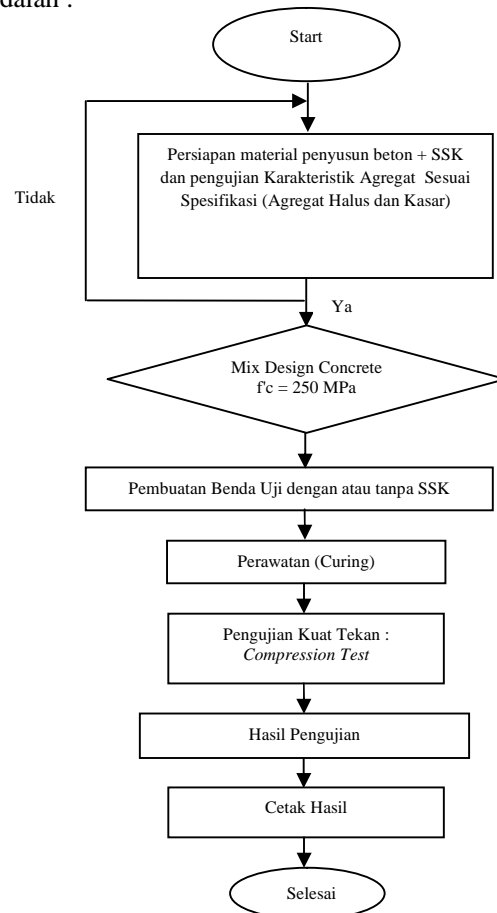 Start
Persiapan material penyusun beton + SSK
dan pengujian Karakteristik Agregat Sesuai
Spesifikasi (Agregat Halus dan Kasar)
Tidak
Ya
Mix Design Concrete
f'c = 250 MPa
Pembuatan Benda Uji dengan atau tanpa SSK
Perawatan (Curing)
Pengujian Kuat Tekan :
Compression Test
Hasil Pengujian
Cetak Hasil
Selesai